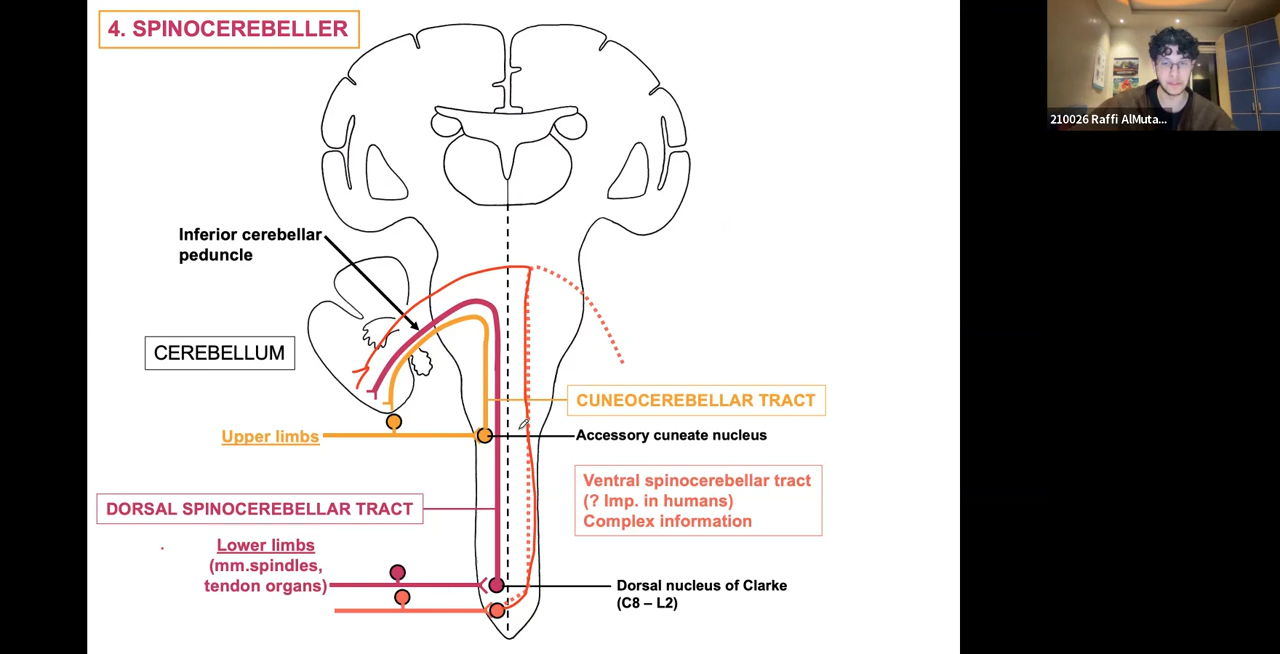 4. SPINOCEREBELLER
210026 Raffi AlMuta...
Inferior cerebellar
peduncle
CEREBELLUM
CUNEOCEREBELLAR TRACT
Upper limbs
Accessory cuneate nucleus
Ventral spinocerebellar tract
(? Imp. in humans)
Complex information
DORSAL SPINOCEREBELLAR TRACT
Lower limbs
(mm.spindles,
tendon organs)
Dorsal nucleus of Clarke
(C8 – L2)